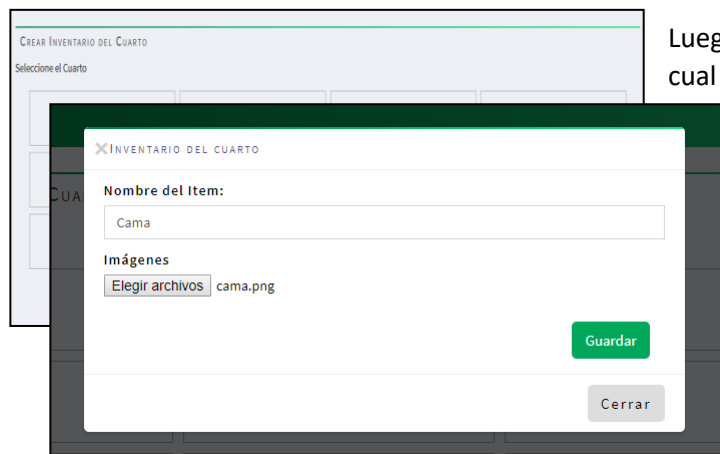 Crear Inventario del Cuarto
Seleccione el Cuarto
cual
Inventario del cuarto
Nombre del Item:
Cama
Imágenes
Elegir archivos cama.png
Guardar
Cerrar